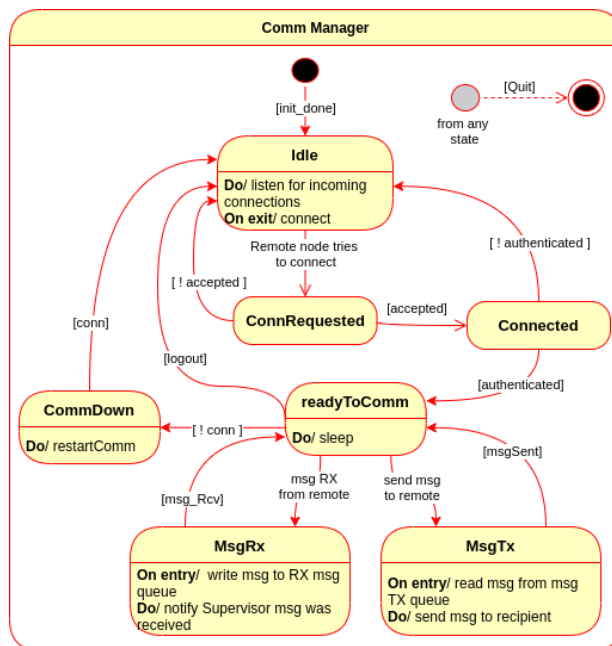 Comm Manager
[init_done]
[Quit]
from any
state
Idle
Do/ listen for incoming
connections
On exit/ connect
Remote node tries
to connect
[ ! accepted ]
[ ! authenticated ]
ConnRequested
[accepted]
Connected
[conn]
[logout]
[authenticated]
CommDown
Do/ restartComm
[ ! conn ]
readyToComm
Do/ sleep
[msg_Rcv]
msg RX
from remote
send msg
to remote
[msgSent]
MsgRx
On entry/ write msg to RX msg
queue
Do/ notify Supervisor msg was
received
MsgTx
On entry/ read msg from msg
TX queue
Do/ send msg to recipient